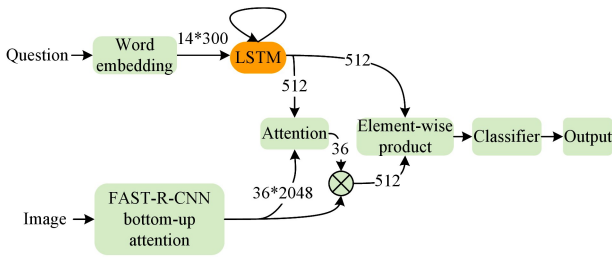 Question
Word
embedding
14*300
LSTM
512
512
Attention
36
Element-wise
product
Classifier
Output
Image
FAST-R-CNN
bottom-up
attention
36*2048
512